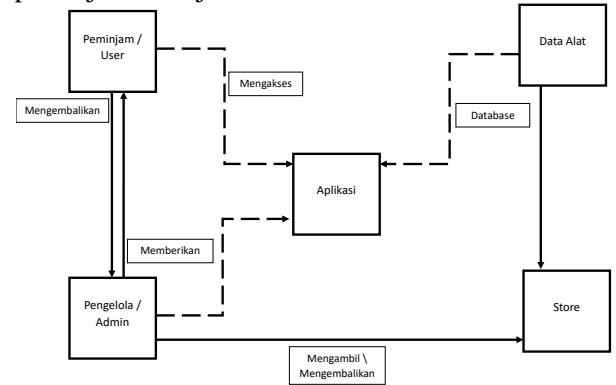 Peminjam /
User
Data Alat
Mengakses
Mengembalikan
Database
Aplikasi
Memberikan
Pengelola /
Admin
Store
Mengambil \
Mengembalikan